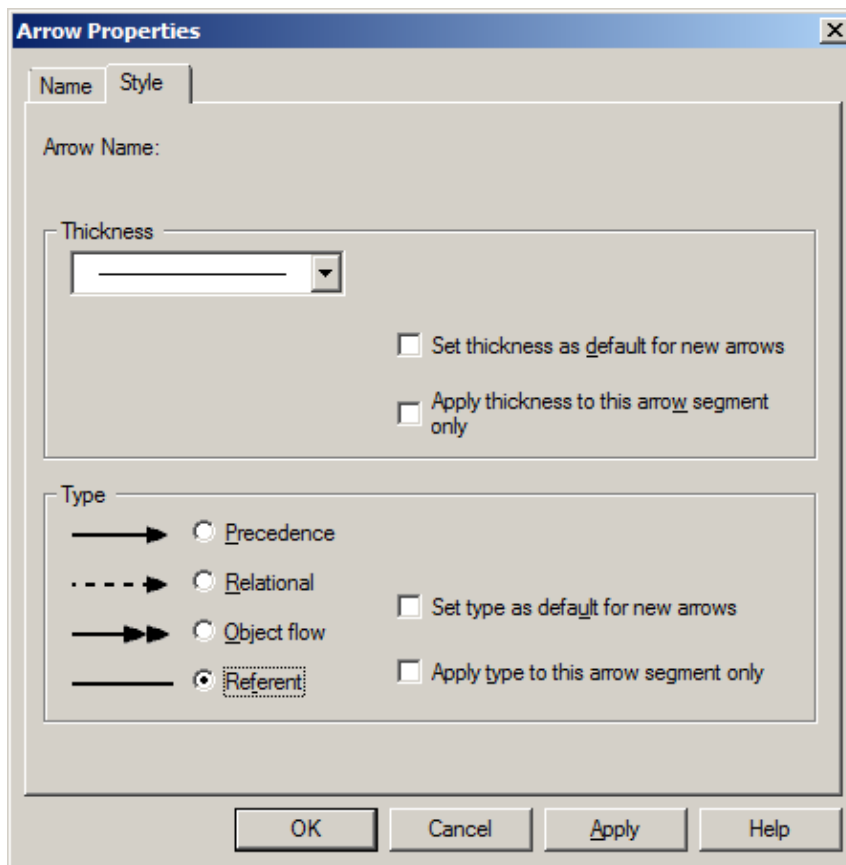 Arrow Properties
Name
Style
Arrow Name:
Thickness
Set thickness as default for new arrows
Apply thickness to this arrow segment
only
Type
Precedence
Relational
Object flow
Referent
Set type as default for new arrows
Apply type to this arrow segment only
OK
Cancel
Apply
Help